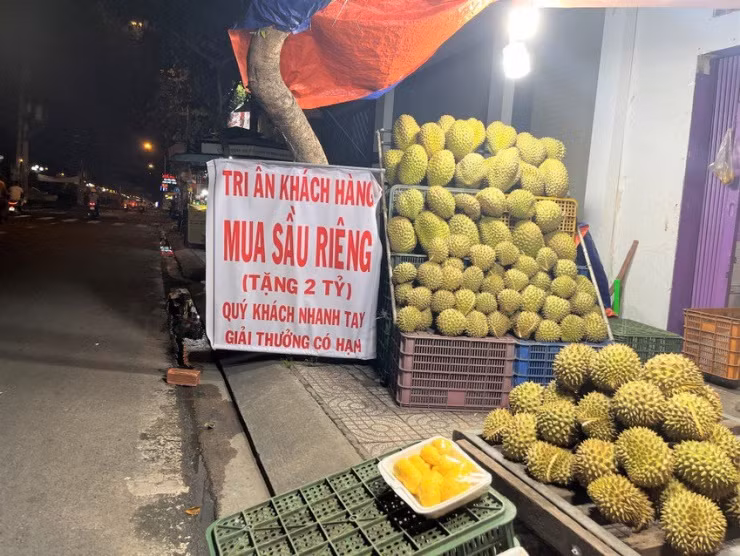 TRI ÂN KHÁCH HÀNG
MUA SẦU RIÊNG
(TẶNG 2 TỶ)
QUÝ KHÁCH NHANH TAY
GIẢI THƯỞNG CÓ HẠN